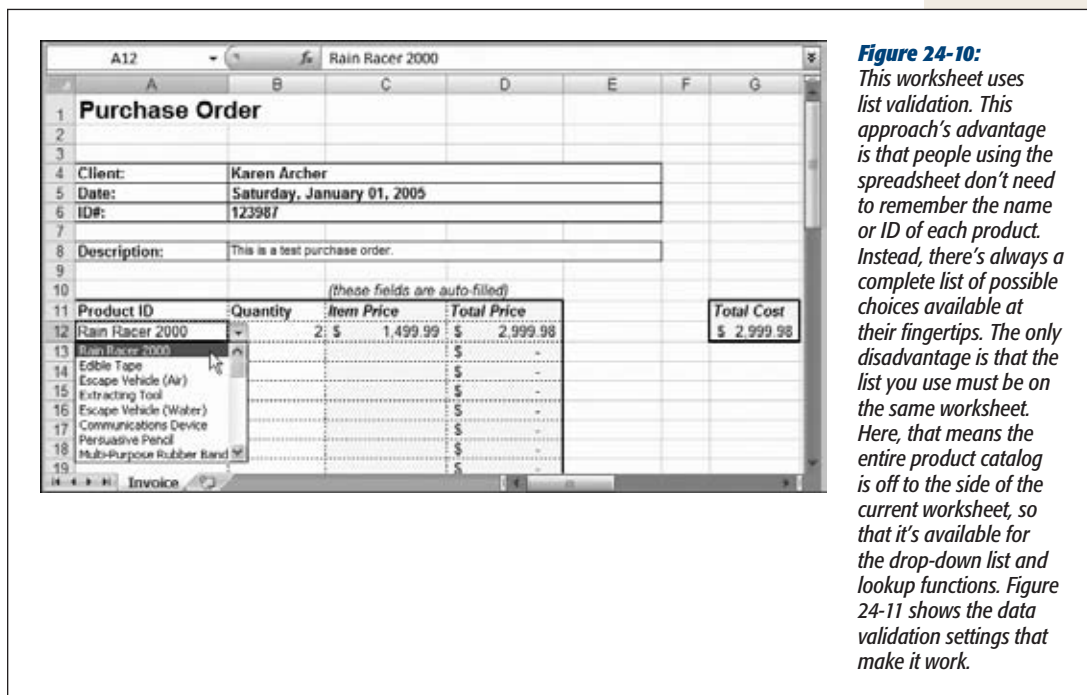 A12 fx Rain Racer 2000
A B C D E F G
1 Purchase Order
2
3
4 Client: Karen Archer
5 Date: Saturday, January 01, 2005
6 ID#: 123987
7
8 Description: This is a test purchase order.
9
10 (these fields are auto-filled)
11 Product ID Quantity Item Price Total Price Total Cost
12 Rain Racer 2000 2 $ 1,499.99 $ 2,999.98 $ 2,999.98
13 Rain Racer 2000 $ -
14 Edible Tape $ -
Escape Vehicle (Air)
15 Extracting Tool $ -
16 Escape Vehicle (Water) $ -
17 Communications Device $ -
18 Persuasive Pencil $ -
Multi-Purpose Rubber Band
19 $ -
Invoice
Figure 24-10:
This worksheet uses
list validation. This
approach's advantage
is that people using the
spreadsheet don't need
to remember the name
or ID of each product.
Instead, there's always a
complete list of possible
choices available at
their fingertips. The only
disadvantage is that the
list you use must be on
the same worksheet.
Here, that means the
entire product catalog
is off to the side of the
current worksheet, so
that it's available for
the drop-down list and
lookup functions. Figure
24-11 shows the data
validation settings that
make it work.